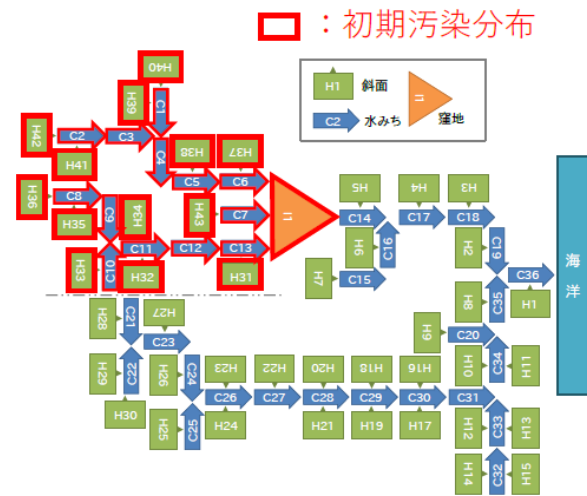 ：初期汚染分布
H1
斜面
C2
水みち
I1
窪地
H40
H39
C1
H42
C2
C3
H41
C4
H38
H37
C5
C6
H36
C8
H35
C9
H34
H43
C7
I1
C11
C12
C13
H33
C10
H32
H31
H5
H4
H3
C14
C17
C18
H6
C16
H2
C19
H7
C15
C36
H1
海洋
H8
C35
H9
C20
H10
C34
H11
H28
C21
H27
C23
H29
C22
H26
C24
H30
H23
H22
H20
H18
H16
C26
C27
C28
C29
C30
C31
H25
C25
H24
H21
H19
H17
H12
C33
H13
H14
C32
H15